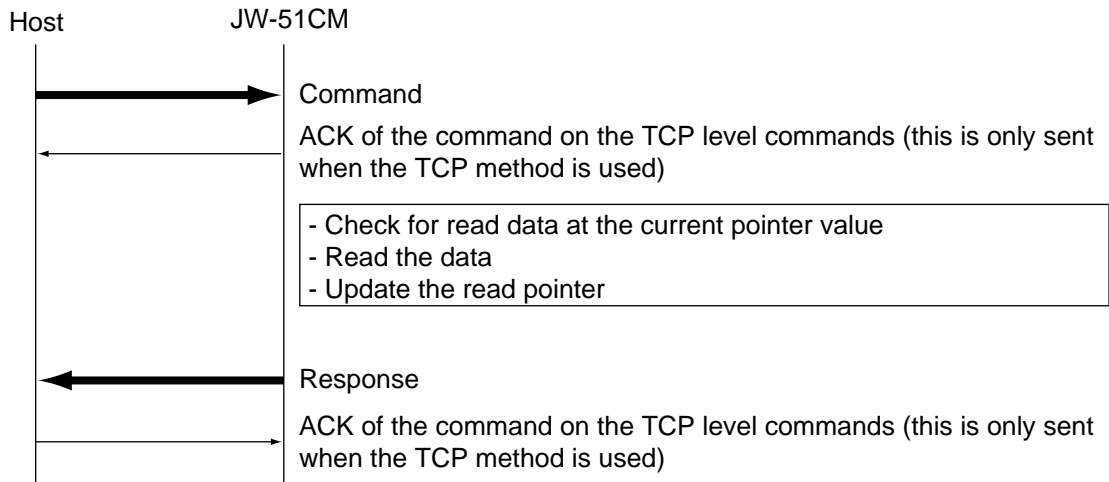 Host
JW-51CM
Command
ACK of the command on the TCP level commands (this is only sent
when the TCP method is used)
- Check for read data at the current pointer value
- Read the data
- Update the read pointer
Response
ACK of the command on the TCP level commands (this is only sent
when the TCP method is used)